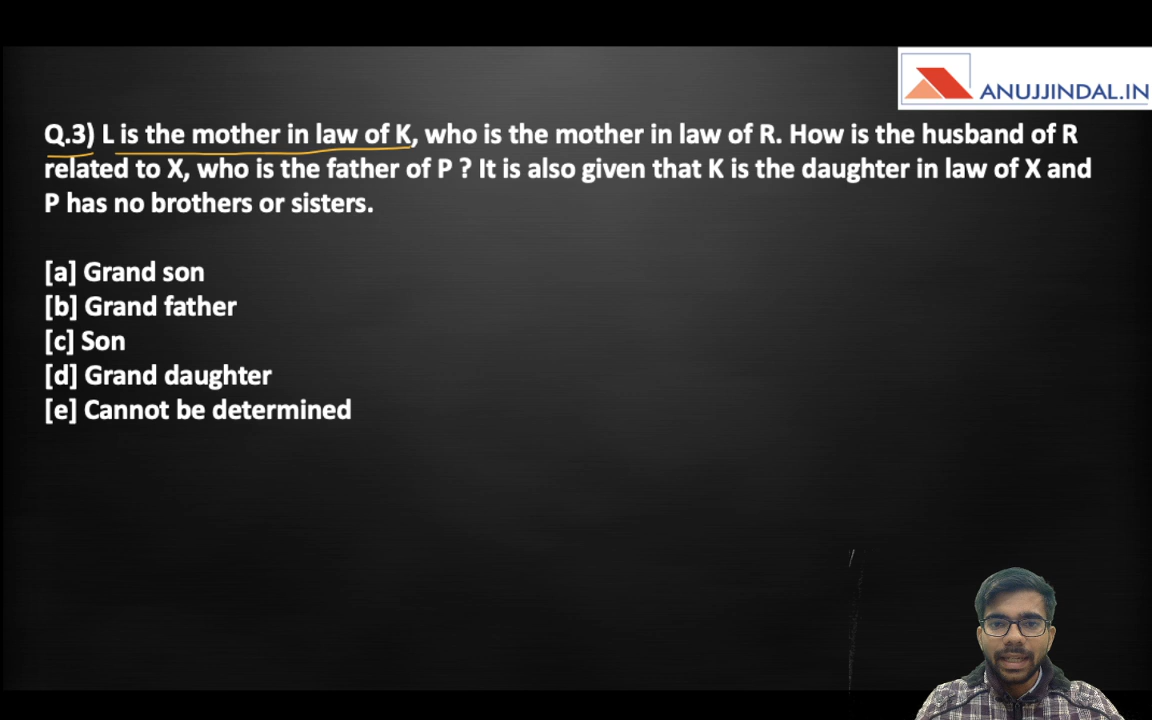 ANUJJINDAL.IN
Q.3) L is the mother in law of K, who is the mother in law of R. How is the husband of R
related to X, who is the father of P ? It is also given that K is the daughter in law of X and
P has no brothers or sisters.
[a] Grand son
[b] Grand father
[c] Son
[d] Grand daughter
[e] Cannot be determined